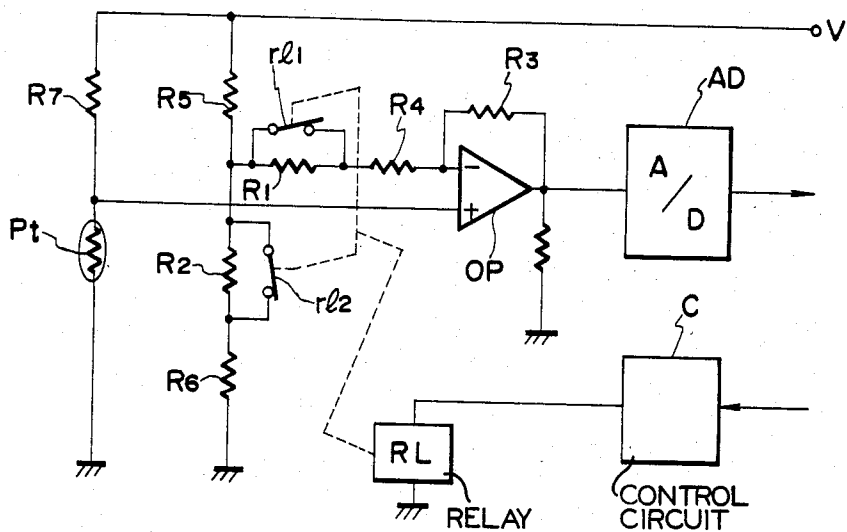 V
R7
R5
rl1
R3
AD
R4
R1
A
/
D
−
+
OP
Pt
R2
rl2
R6
C
RL
RELAY
CONTROL
CIRCUIT